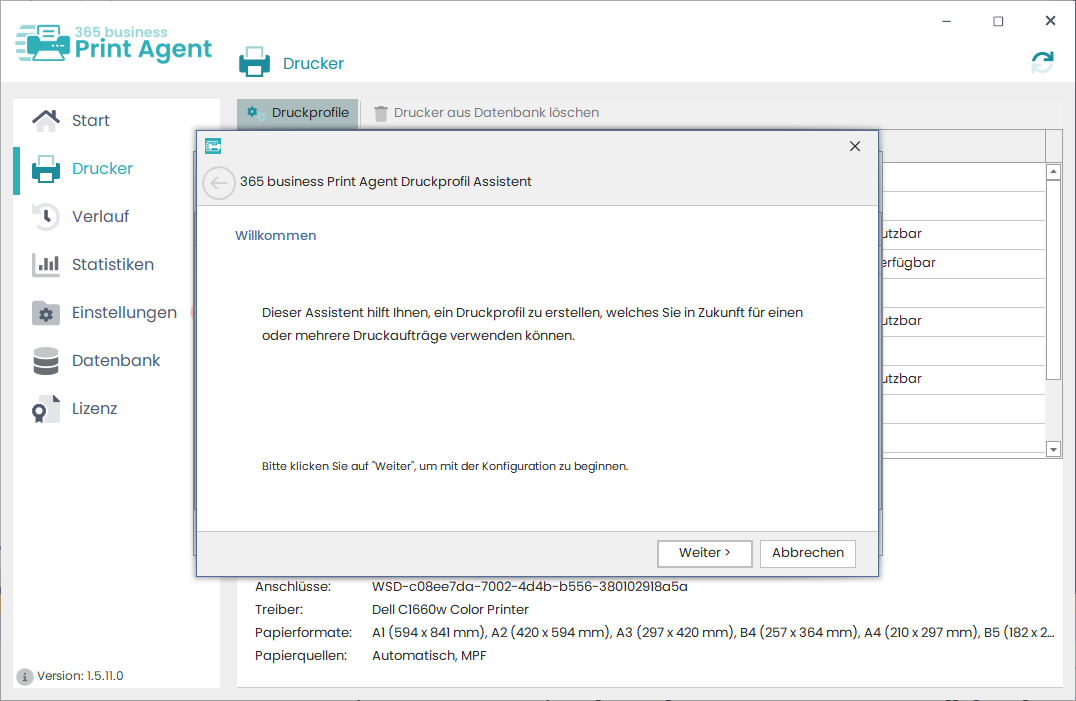 365 business
Print Agent
Drucker
Start
Drucker
Verlauf
Statistiken
Einstellungen
Datenbank
Lizenz
Version: 1.5.11.0
Druckprofile
Drucker aus Datenbank löschen
365 business Print Agent Druckprofil Assistent
Willkommen
Dieser Assistent hilft Ihnen, ein Druckprofil zu erstellen, welches Sie in Zukunft für einen
oder mehrere Druckaufträge verwenden können.
Bitte klicken Sie auf "Weiter", um mit der Konfiguration zu beginnen.
Weiter >
Abbrechen
utzbar
erfügbar
utzbar
utzbar
Anschlüsse: WSD-c08ee7da-7002-4d4b-b556-380102918a5a
Treiber: Dell C1660w Color Printer
Papierformate: A1 (594 x 841 mm), A2 (420 x 594 mm), A3 (297 x 420 mm), B4 (257 x 364 mm), A4 (210 x 297 mm), B5 (182 x 2...
Papierquellen: Automatisch, MPF